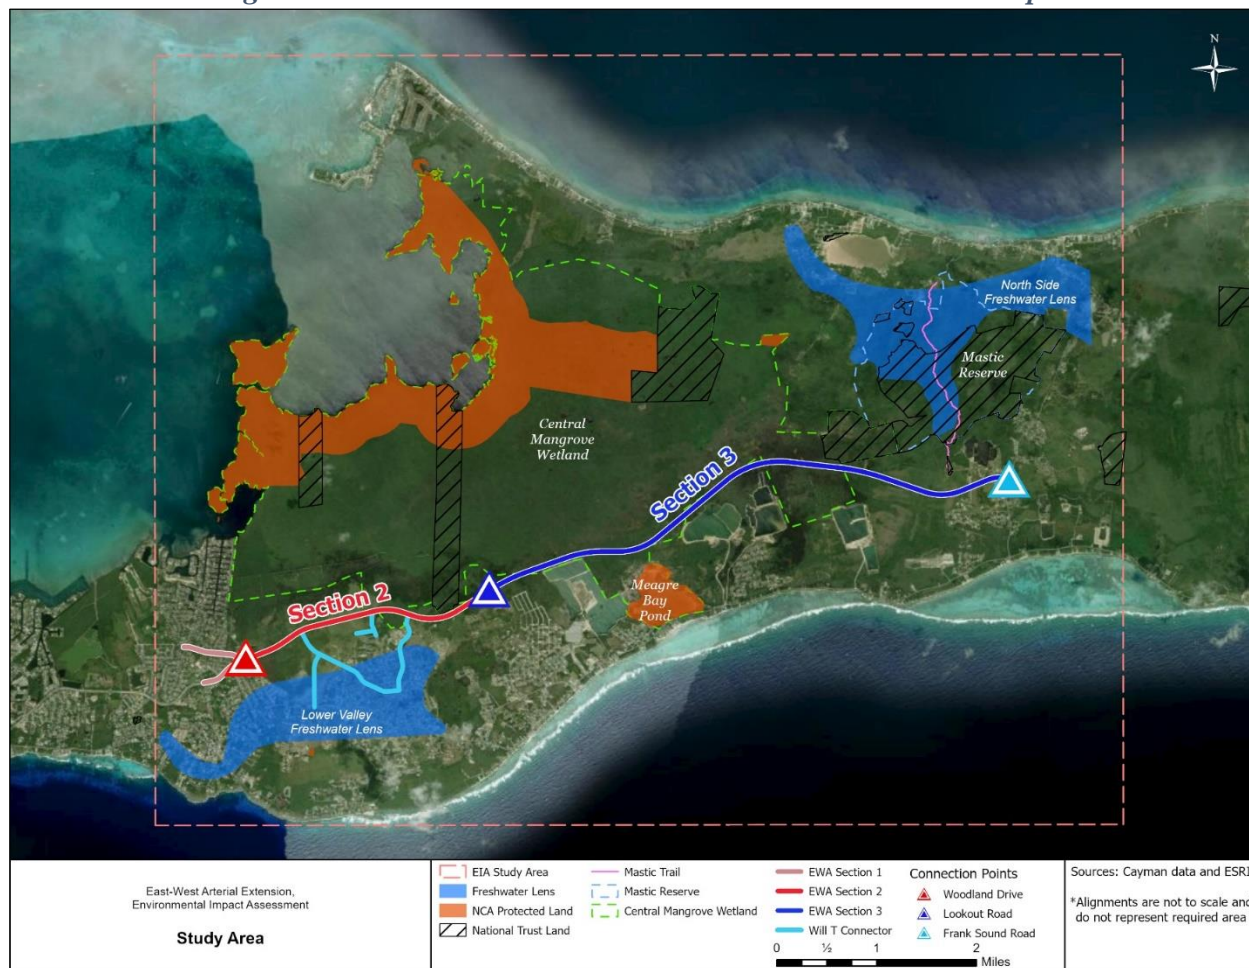 N
North Side
Freshwater Lens
Mastic
Reserve
Central
Mangrove
Wetland
Section 3
Section 2
Meagre
Bay
Pond
Lower Valley
Freshwater Lens
East-West Arterial Extension,
Environmental Impact Assessment
Study Area
EIA Study Area
Freshwater Lens
NCA Protected Land
National Trust Land
Mastic Trail
Mastic Reserve
Central Mangrove Wetland
EWA Section 1
EWA Section 2
EWA Section 3
Will T Connector
0 ½ 1 2
Miles
Connection Points
Woodland Drive
Lookout Road
Frank Sound Road
Sources: Cayman data and ESRI
*Alignments are not to scale and
do not represent required area